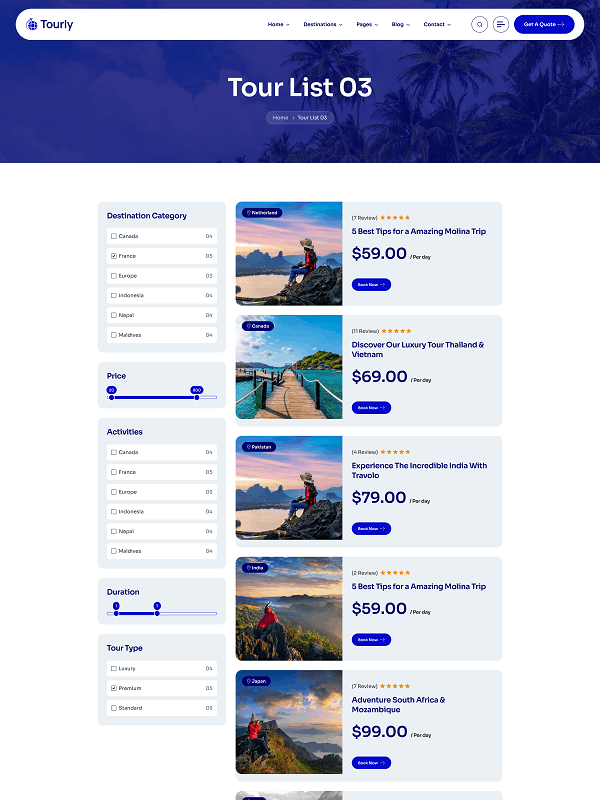 Tourly
Home
Destinations
Pages
Blog
Contact
Get A Quote
Tour List 03
Home
Tour List 03
Destination Category
Canada 04
France 05
Europe 03
Indonesia 04
Nepal 04
Maldives 04
Price
20 800
Activities
Canada 04
France 05
Europe 03
Indonesia 04
Nepal 04
Maldives 04
Duration
1 7
Tour Type
Luxury 04
Premium 05
Standard 03
Netherland
(7 Review)
5 Best Tips for a Amazing Molina Trip
$59.00 /Per day
Book Now
Canada
(11 Review)
Discover Our Luxury Tour Thailand &
Vietnam
$69.00 /Per day
Book Now
Pakistan
(4 Review)
Experience The Incredible India With
Travolo
$79.00 /Per day
Book Now
India
(2 Review)
5 Best Tips for a Amazing Molina Trip
$59.00 /Per day
Book Now
Japan
(7 Review)
Adventure South Africa &
Mozambique
$99.00 /Per day
Book Now